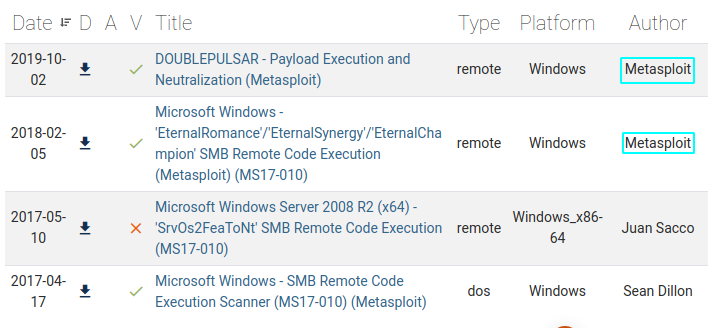 Date D A V Title Type Platform Author
2019-10-
02
DOUBLEPULSAR - Payload Execution and
Neutralization (Metasploit)
remote
Windows
Metasploit
2018-02-
05
Microsoft Windows -
'EternalRomance'/'EternalSynergy'/'EternalCha
mpion' SMB Remote Code Execution
(Metasploit) (MS17-010)
remote
Windows
Metasploit
2017-05-
10
Microsoft Windows Server 2008 R2 (x64) -
'SrvOs2FeaToNt' SMB Remote Code Execution
(MS17-010)
remote
Windows_x86-
64
Juan Sacco
2017-04-
17
Microsoft Windows - SMB Remote Code
Execution Scanner (MS17-010) (Metasploit)
dos
Windows
Sean Dillon